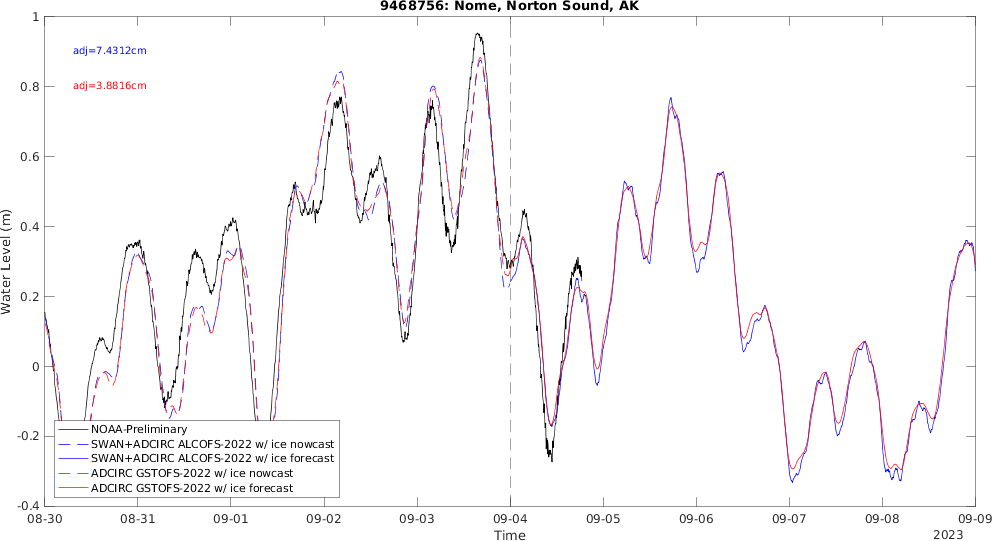 9468756: Nome, Norton Sound, AK
1
0.8
0.6
0.4
0.2
0
-0.2
-0.4
Water Level (m)
adj=7.4312cm
adj=3.8816cm
NOAA-Preliminary
SWAN+ADCIRC ALCOFS-2022 w/ ice nowcast
SWAN+ADCIRC ALCOFS-2022 w/ ice forecast
ADCIRC GSTOFS-2022 w/ ice nowcast
ADCIRC GSTOFS-2022 w/ ice forecast
08-30 08-31 09-01 09-02 09-03 09-04 09-05 09-06 09-07 09-08 09-09
Time
2023